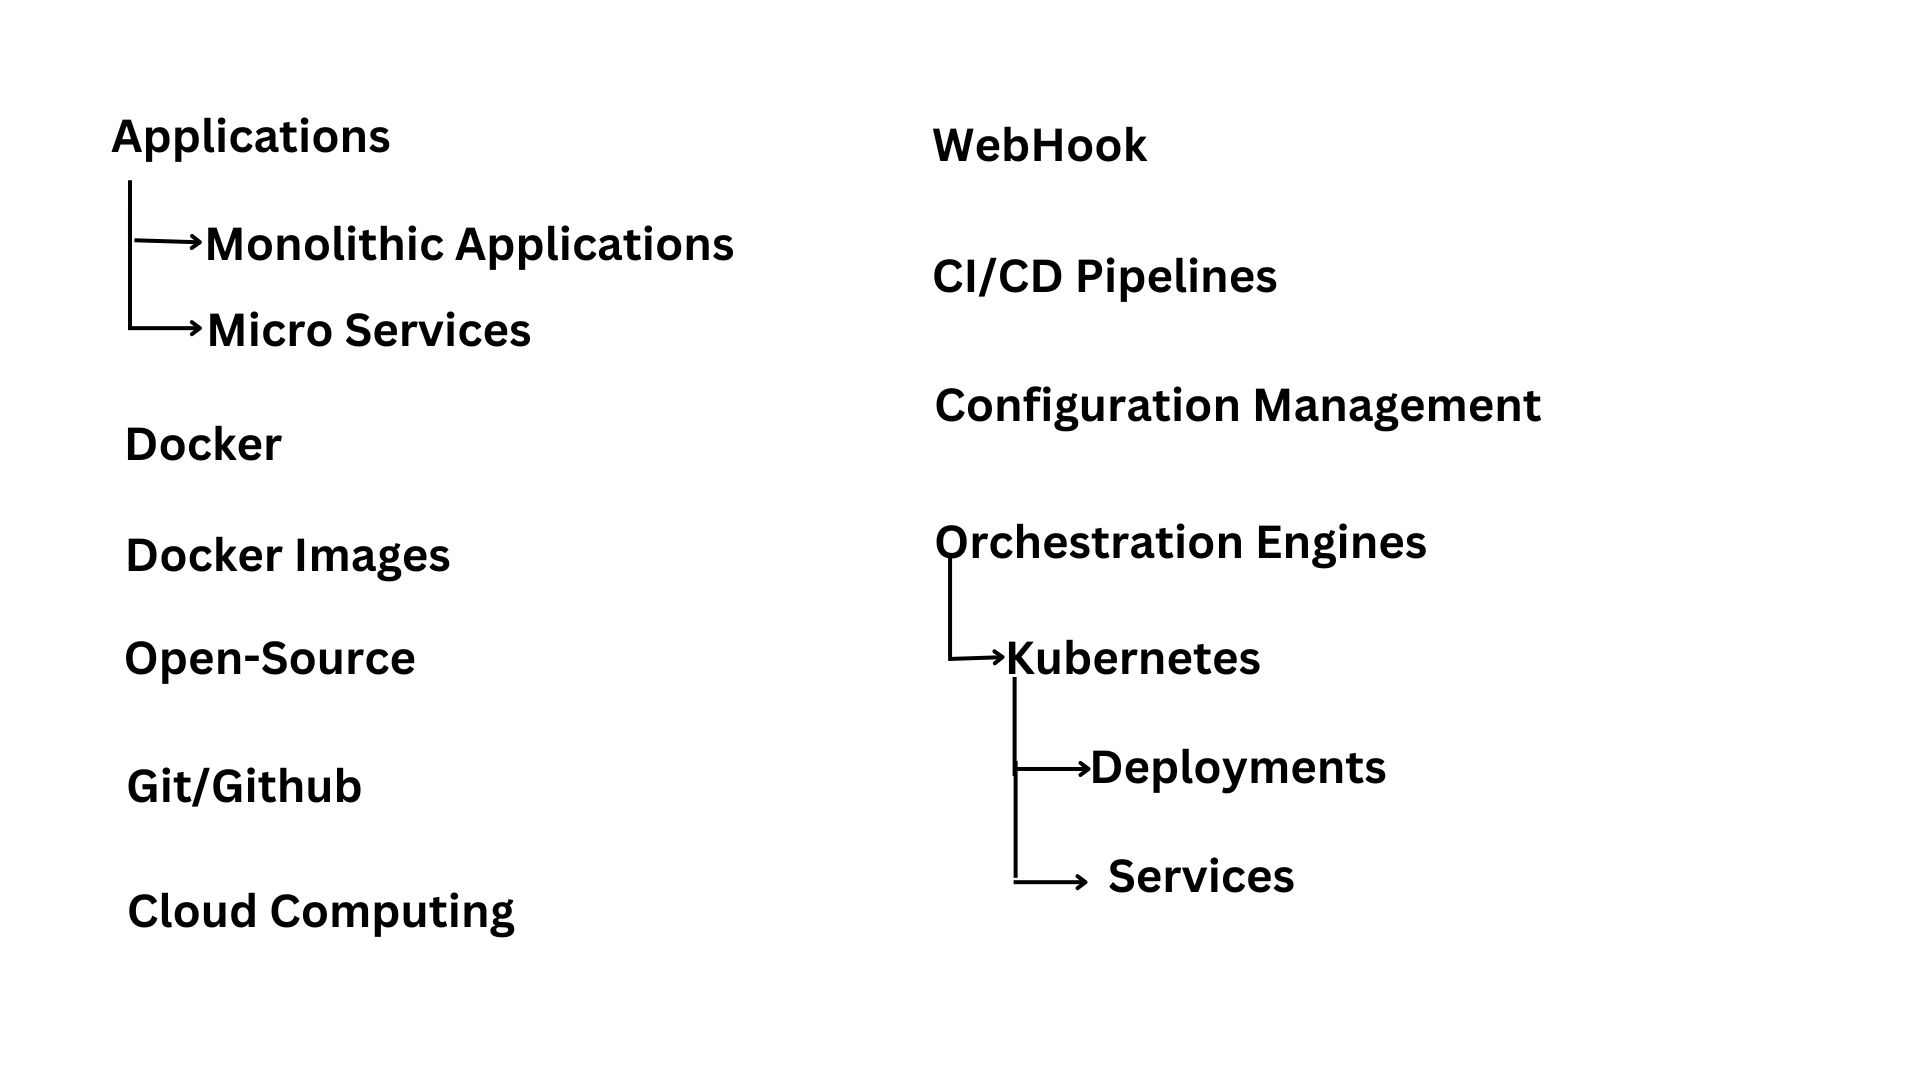 Applications
Monolithic Applications
Micro Services
Docker
Docker Images
Open-Source
Git/Github
Cloud Computing
WebHook
CI/CD Pipelines
Configuration Management
Orchestration Engines
Kubernetes
Deployments
Services